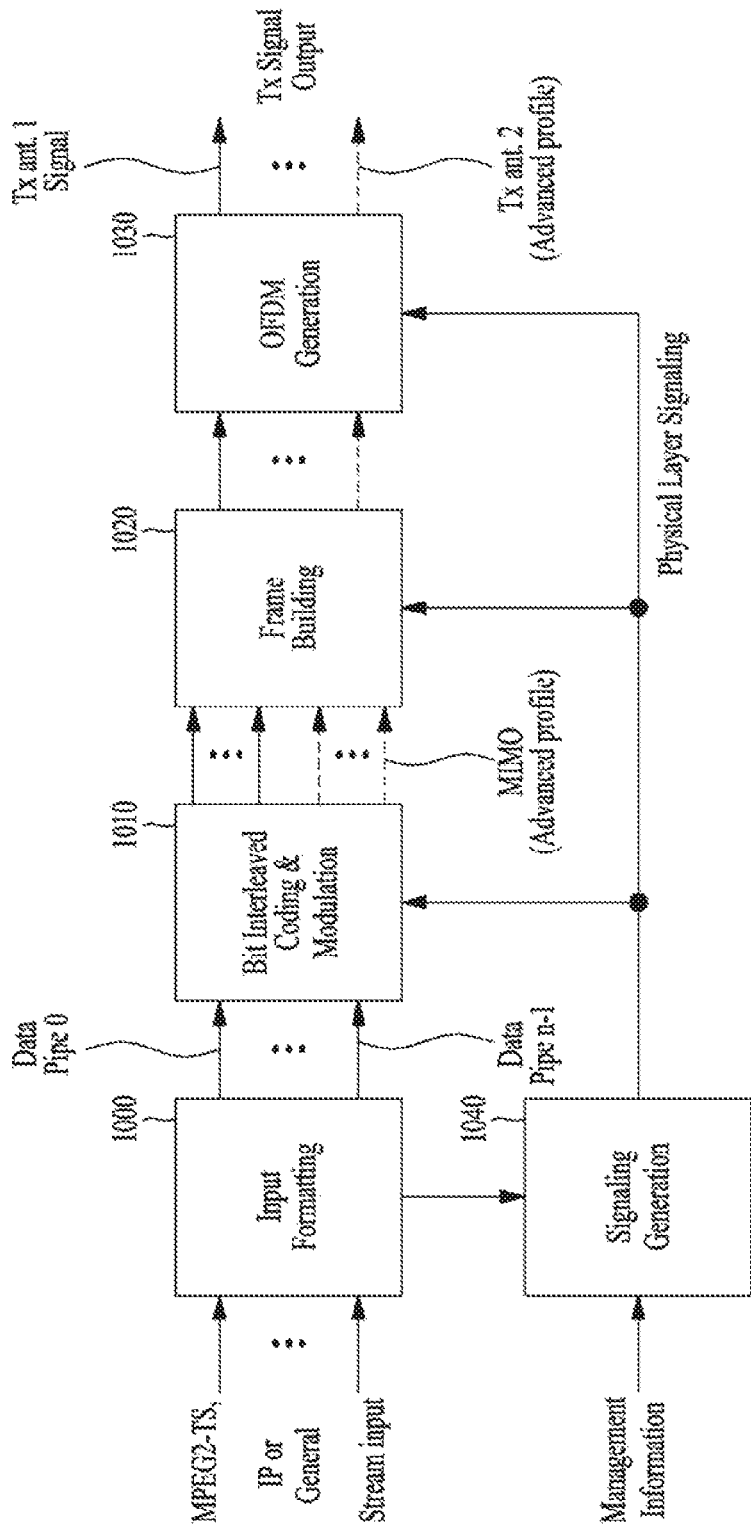 MPEG2-TS,
IP or
General
Stream input
1000
Input
Formatting
Data
Pipe 0
Data
Pipe n-1
1010
Bit Interleaved
Coding &
Modulation
MIMO
(Advanced profile)
1020
Frame
Building
1030
OFDM
Generation
Tx ant. 1
Signal
Tx Signal
Output
Tx ant. 2
(Advanced profile)
Management
Information
1040
Signaling
Generation
Physical Layer Signaling